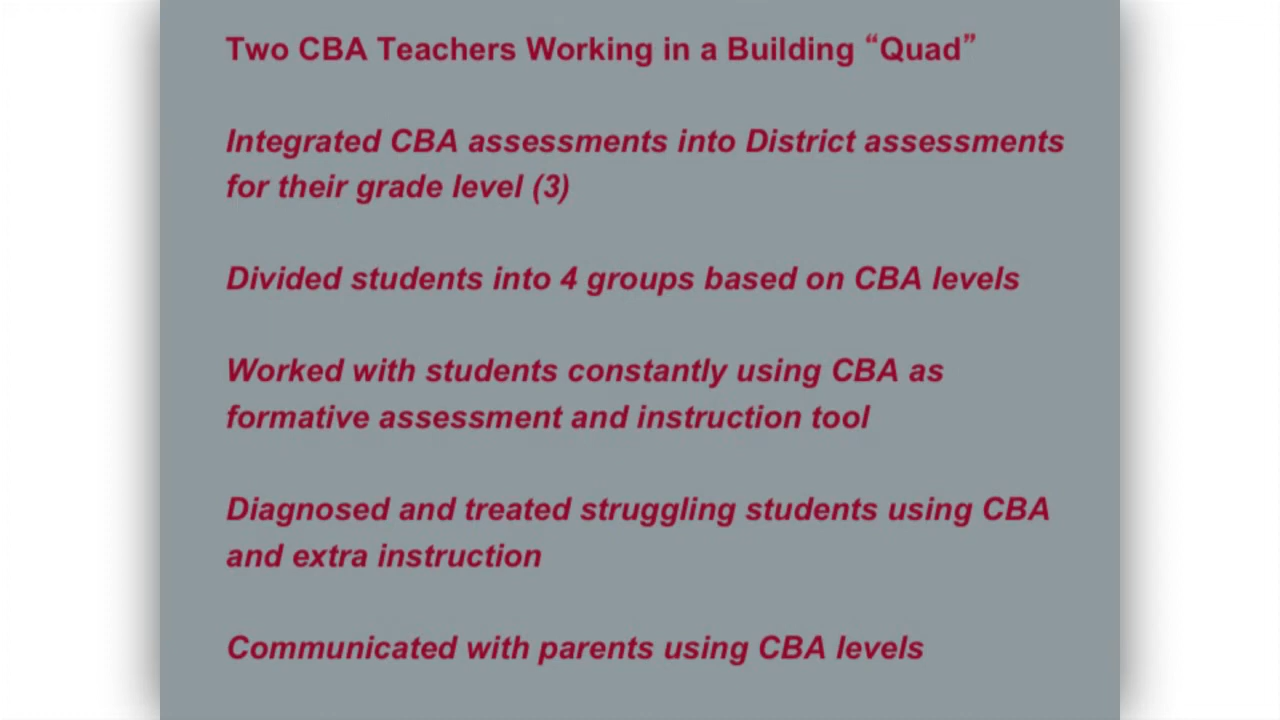 Two CBA Teachers Working in a Building “Quad”
Integrated CBA assessments into District assessments
for their grade level (3)
Divided students into 4 groups based on CBA levels
Worked with students constantly using CBA as
formative assessment and instruction tool
Diagnosed and treated struggling students using CBA
and extra instruction
Communicated with parents using CBA levels